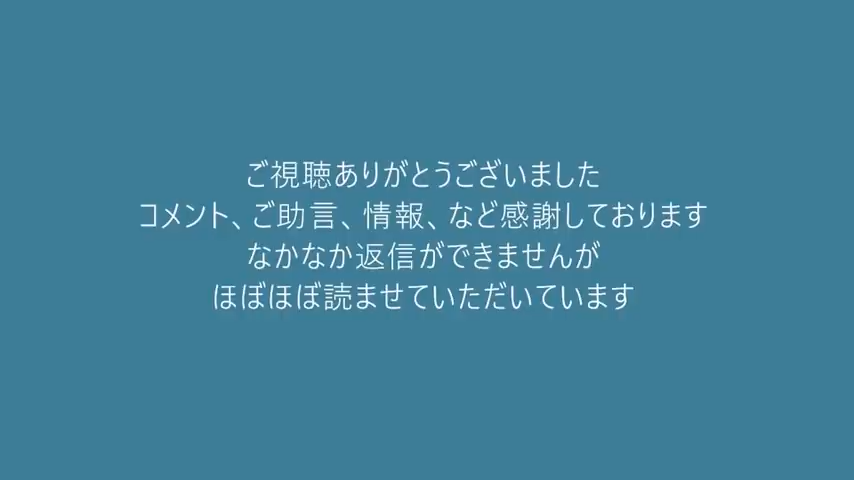 ご視聴ありがとうございました
コメント、ご助言、情報、など感謝しております
なかなか返信ができませんが
ほぼほぼ読ませていただいています